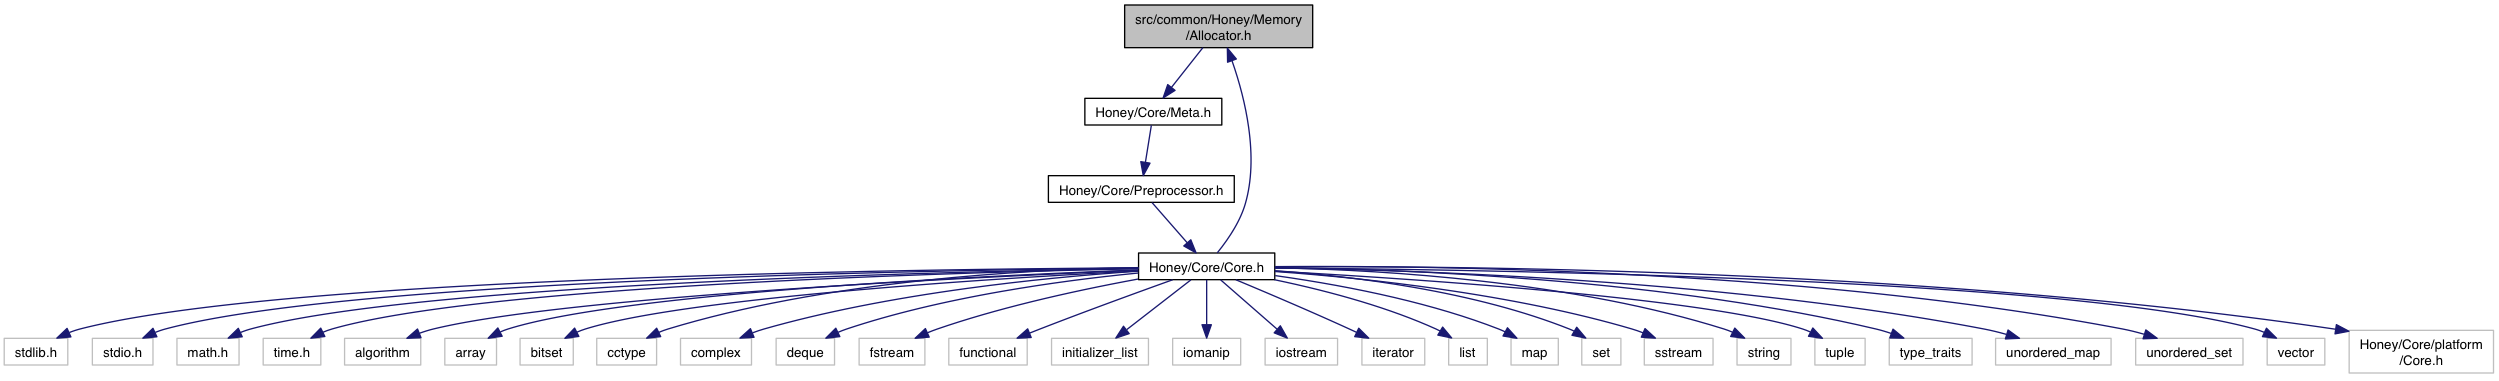 src/common/Honey/Memory
/Allocator.h
Honey/Core/Meta.h
Honey/Core/Preprocessor.h
Honey/Core/Core.h
stdlib.h
stdio.h
math.h
time.h
algorithm
array
bitset
cctype
complex
deque
fstream
functional
initializer_list
iomanip
iostream
iterator
list
map
set
sstream
string
tuple
type_traits
unordered_map
unordered_set
vector
Honey/Core/platform
/Core.h